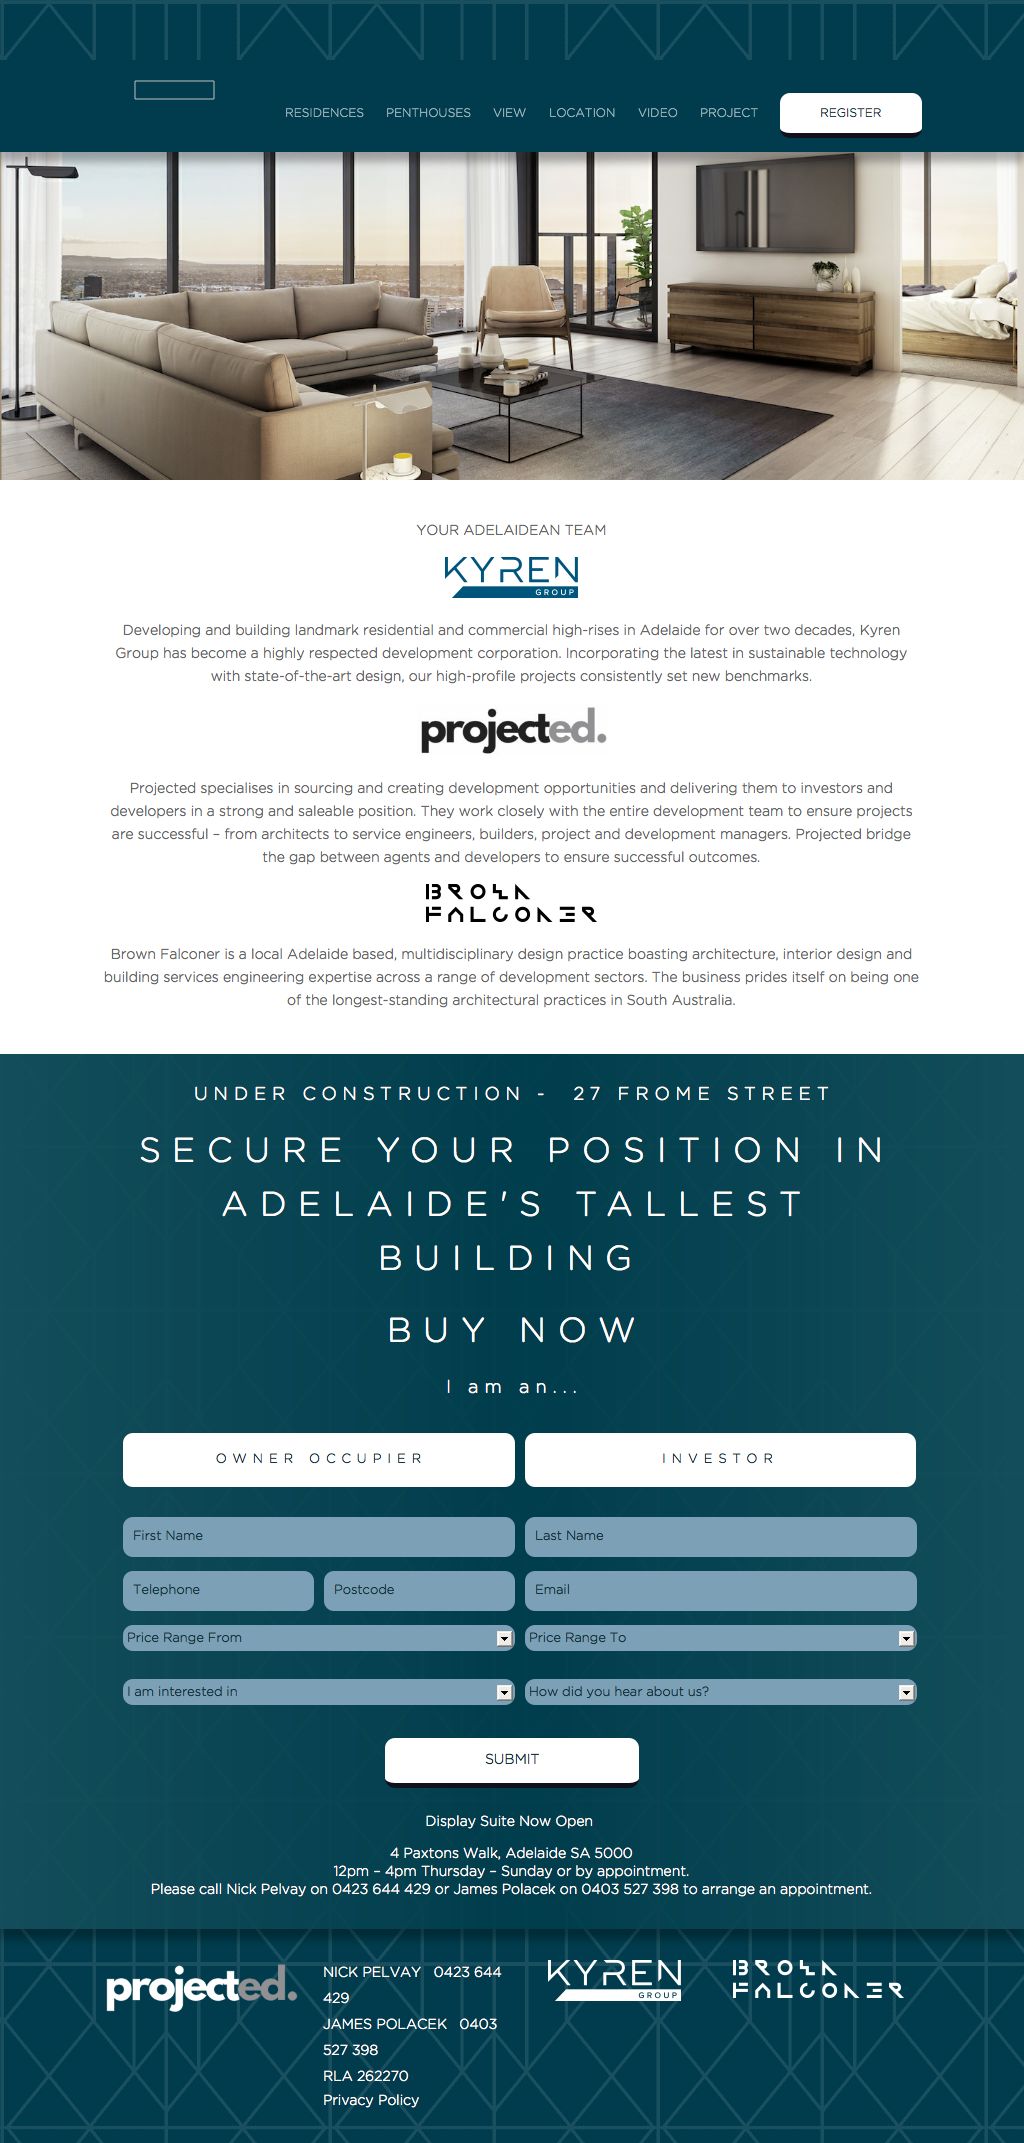 RESIDENCES PENTHOUSES VIEW LOCATION VIDEO PROJECT REGISTER
YOUR ADELAIDEAN TEAM
KYREN
GROUP
Developing and building landmark residential and commercial high-rises in Adelaide for over two decades, Kyren
Group has become a highly respected development corporation. Incorporating the latest in sustainable technology
with state-of-the-art design, our high-profile projects consistently set new benchmarks.
projected.
Projected specialises in sourcing and creating development opportunities and delivering them to investors and
developers in a strong and saleable position. They work closely with the entire development team to ensure projects
are successful – from architects to service engineers, builders, project and development managers. Projected bridge
the gap between agents and developers to ensure successful outcomes.
BROWN
FALCONER
Brown Falconer is a local Adelaide based, multidisciplinary design practice boasting architecture, interior design and
building services engineering expertise across a range of development sectors. The business prides itself on being one
of the longest-standing architectural practices in South Australia.
UNDER CONSTRUCTION - 27 FROME STREET
SECURE YOUR POSITION IN
ADELAIDE'S TALLEST
BUILDING
BUY NOW
I am an...
OWNER OCCUPIER INVESTOR
First Name Last Name
Telephone Postcode Email
Price Range From Price Range To
I am interested in How did you hear about us?
SUBMIT
Display Suite Now Open
4 Paxtons Walk, Adelaide SA 5000
12pm – 4pm Thursday – Sunday or by appointment.
Please call Nick Pelvay on 0423 644 429 or James Polacek on 0403 527 398 to arrange an appointment.
projected.
NICK PELVAY 0423 644
429
JAMES POLACEK 0403
527 398
RLA 262270
Privacy Policy
KYREN
GROUP
BROWN
FALCONER